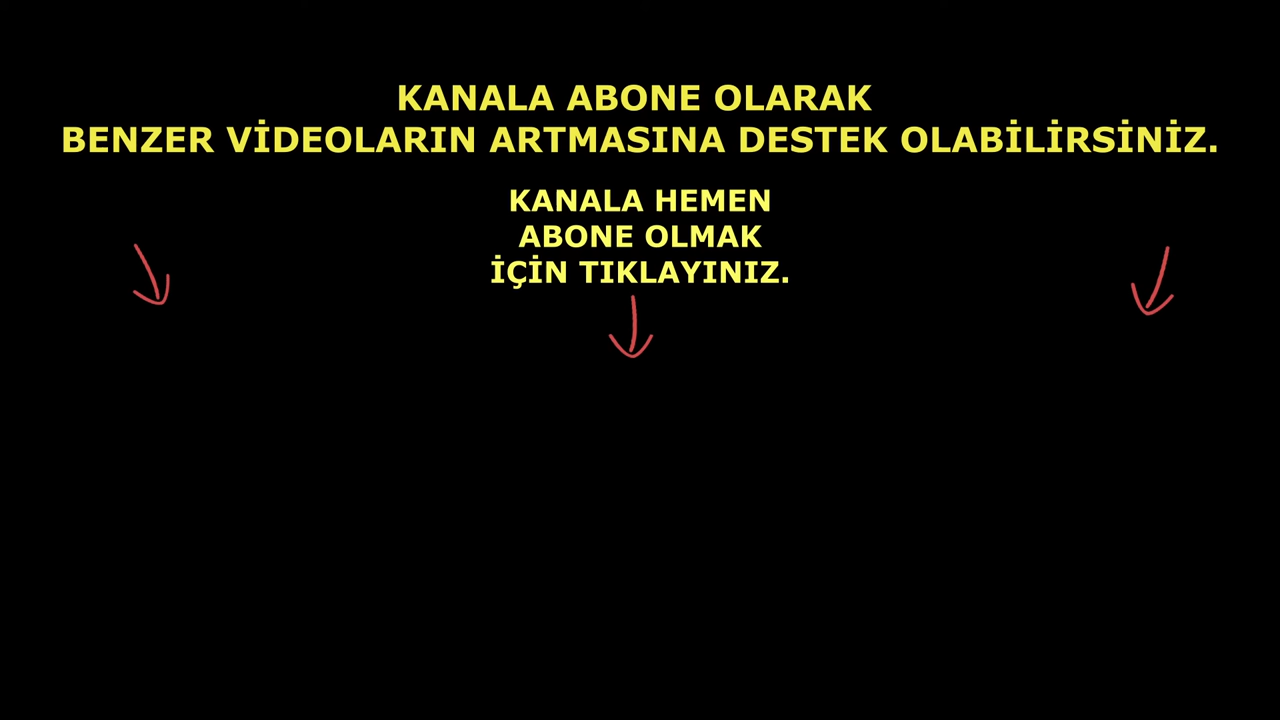 KANALA ABONE OLARAK
BENZER VİDEOLARIN ARTMASINA DESTEK OLABİLİRSİNİZ.
KANALA HEMEN
ABONE OLMAK
İÇİN TIKLAYINIZ.